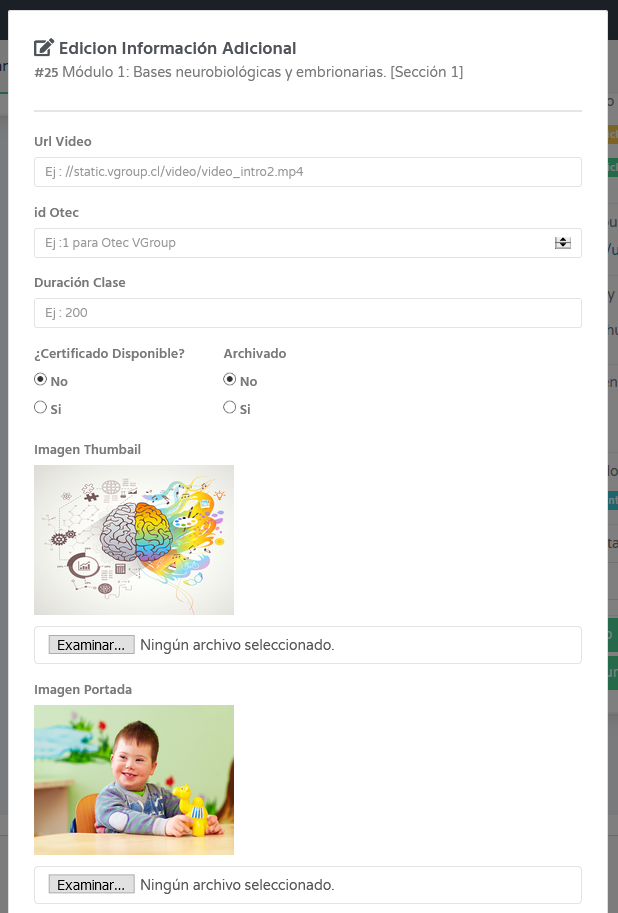 Edicion Información Adicional
#25 Módulo 1: Bases neurobiológicas y embrionarias. [Sección 1]
Url Video
Ej : //static.vgroup.cl/video/video_intro2.mp4
id Otec
Ej :1 para Otec VGroup
Duración Clase
Ej : 200
¿Certificado Disponible? Archivado
No No
Si Si
Imagen Thumbail
Examinar... Ningún archivo seleccionado.
Imagen Portada
Examinar... Ningún archivo seleccionado.